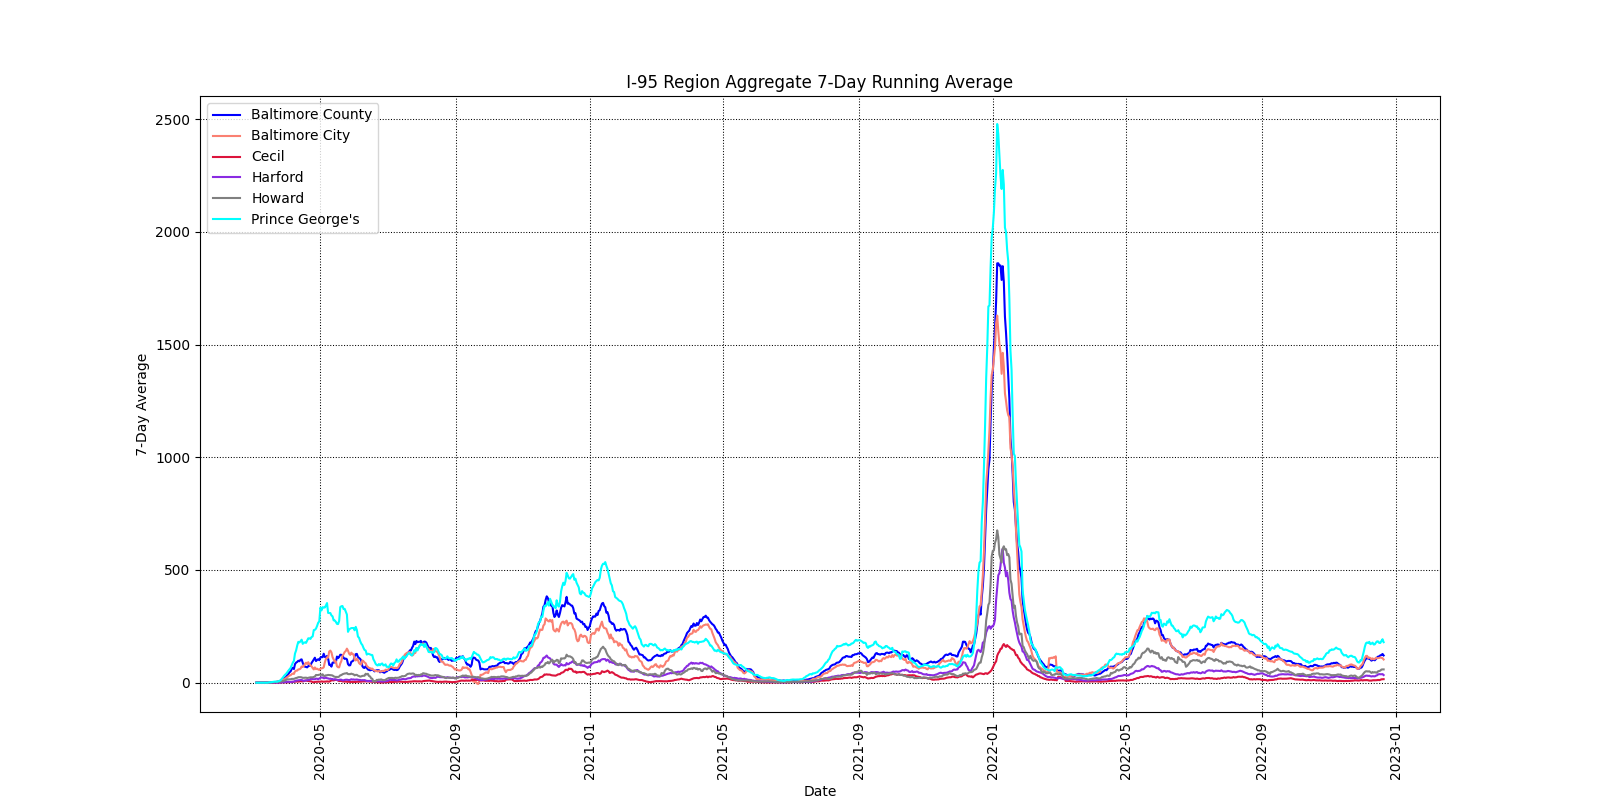 I-95 Region Aggregate 7-Day Running Average
Baltimore County
Baltimore City
Cecil
Harford
Howard
Prince George's
2500
2000
1500
1000
500
0
7-Day Average
2020-05
2020-09
2021-01
2021-05
2021-09
2022-01
2022-05
2022-09
2023-01
Date